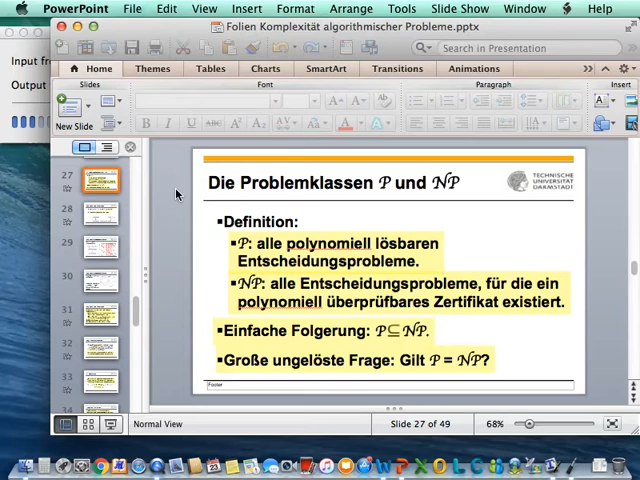 PowerPoint File Edit View Insert Format Arrange Tools Slide Show Window
Folien Komplexität algorithmischer Probleme.pptx
Input
Output
Search in Presentation
Home Themes Tables Charts SmartArt Transitions Animations
Slides Font Paragraph Insert
New Slide
B I U ABC
27
28
29
30
31
32
33
34
Die Problemklassen P und NP
TECHNISCHE
UNIVERSITÄT
DARMSTADT
▪Definition:
▪P: alle polynomiell lösbaren
Entscheidungsprobleme.
▪NP: alle Entscheidungsprobleme, für die ein
polynomiell überprüfbares Zertifikat existiert.
▪Einfache Folgerung: P⊆NP.
▪Große ungelöste Frage: Gilt P = NP?
Footer
Normal View Slide 27 of 49 68%